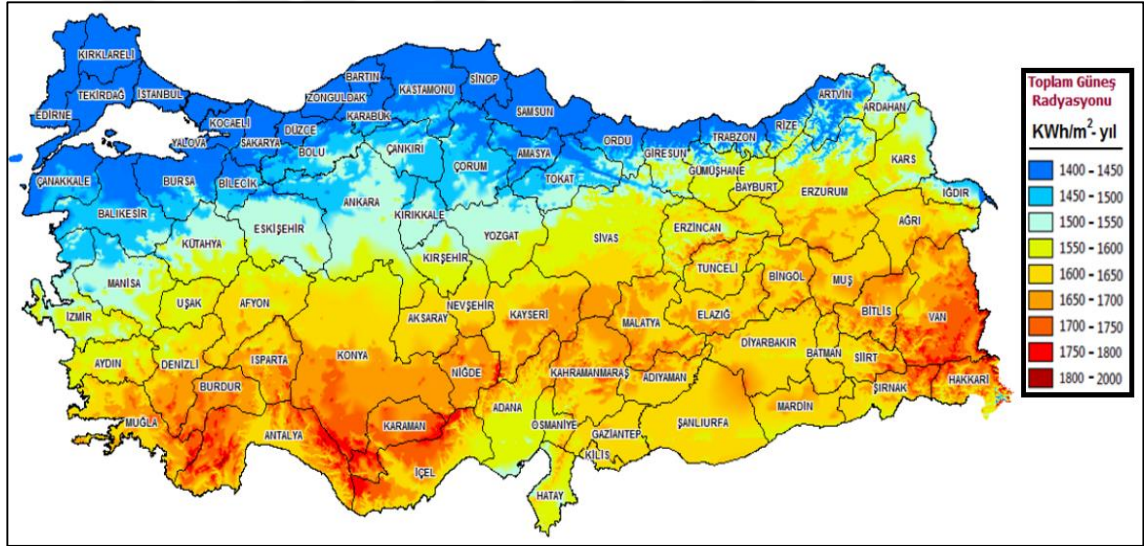 KIRKLARELİ
TEKİRDAĞ
İSTANBUL
EDİRNE
KOCAELİ
YALOVA
SAKARYA
DÜZCE
BOLU
ZONGULDAK
BARTIN
KARABÜK
KASTAMONU
SİNOP
SAMSUN
ÇANKIRI
ÇORUM
AMASYA
TOKAT
ORDU
GİRESUN
TRABZON
RİZE
ARTVİN
ARDAHAN
KARS
IĞDIR
GÜMÜŞHANE
BAYBURT
ERZURUM
AĞRI
ÇANAKKALE
BURSA
BİLECİK
BALIKESİR
KÜTAHYA
ESKİŞEHİR
ANKARA
KIRIKKALE
YOZGAT
SİVAS
ERZİNCAN
TUNCELİ
BİNGÖL
MUŞ
BİTLİS
VAN
MANİSA
İZMİR
UŞAK
AFYON
KIRŞEHİR
NEVŞEHİR
AKSARAY
KAYSERİ
MALATYA
ELAZIĞ
DİYARBAKIR
BATMAN
SİİRT
ŞIRNAK
HAKKARİ
AYDIN
DENİZLİ
ISPARTA
BURDUR
KONYA
NİĞDE
KAHRAMANMARAŞ
ADIYAMAN
ŞANLIURFA
MARDİN
MUĞLA
ANTALYA
KARAMAN
İÇEL
ADANA
OSMANİYE
GAZİANTEP
KİLİS
HATAY
Toplam Güneş
Radyasyonu
KWh/m²- yıl
1400 - 1450
1450 - 1500
1500 - 1550
1550 - 1600
1600 - 1650
1650 - 1700
1700 - 1750
1750 - 1800
1800 - 2000